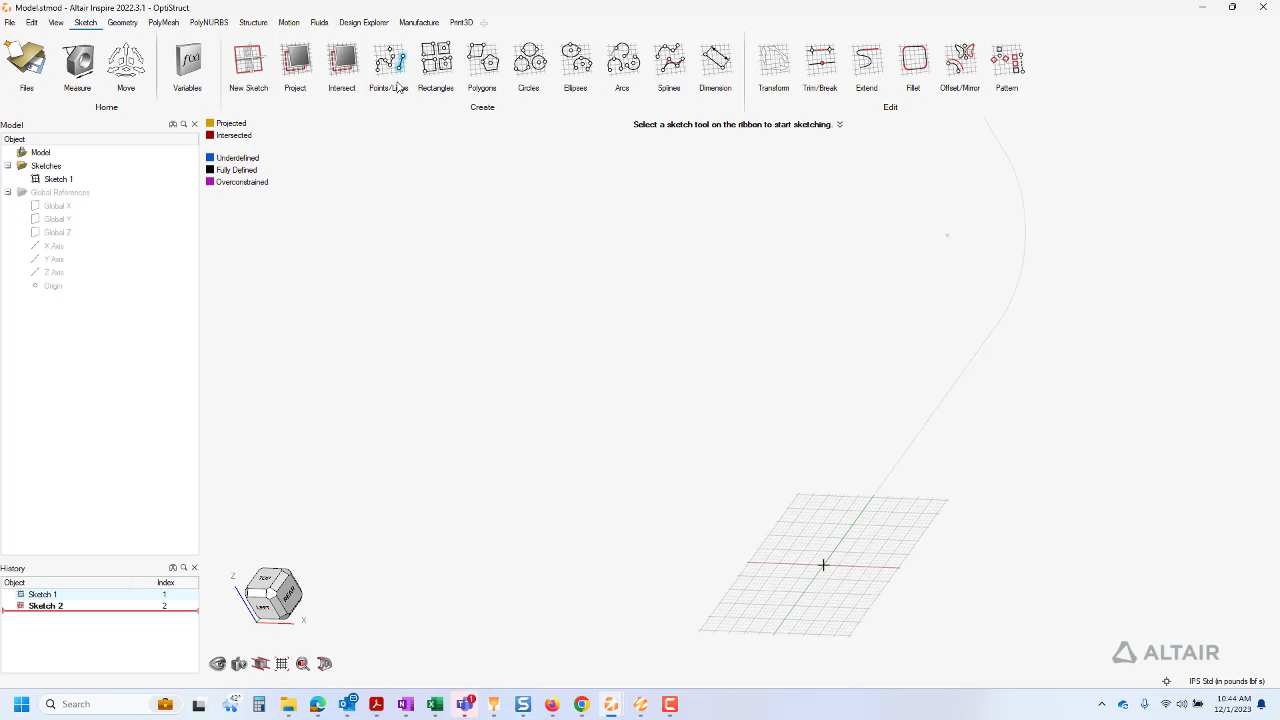 Model.stmod - Altair Inspire 2022.3.1 - OptiStruct
File Edit View Sketch Geometry PolyMesh PolyNURBS Structure Motion Fluids Design Explorer Manufacture Print3D
Files Measure Move Variables New Sketch Project Intersect Points/Lines Rectangles Polygons Circles Ellipses Arcs Splines Dimension Transform Trim/Break Extend Fillet Offset/Mirror Pattern
Home Create Edit
Model
Object
Model
Sketches
Sketch 1
Global References
Global X
Global Y
Global Z
X Axis
Y Axis
Z Axis
Origin
Projected
Intersected
Underdefined
Fully Defined
Overconstrained
Select a sketch tool on the ribbon to start sketching.
History
Object Index
Sketch 1 1
Sketch 2 2
Z
TOP
LEFT
X
ALTAIR
IPS Std (in pounds lbf s)
Search
42°
1
10:44 AM
12/1/2023